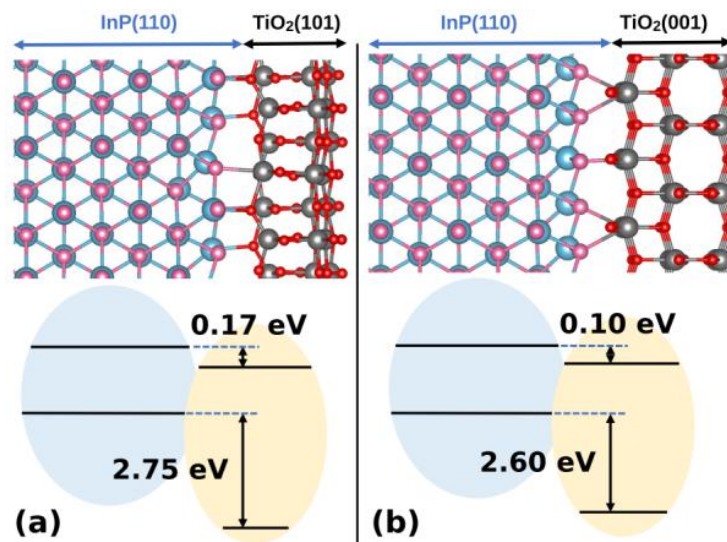 InP(110) TiO₂(101)
0.17 eV
2.75 eV
(a)
InP(110) TiO₂(001)
0.10 eV
2.60 eV
(b)